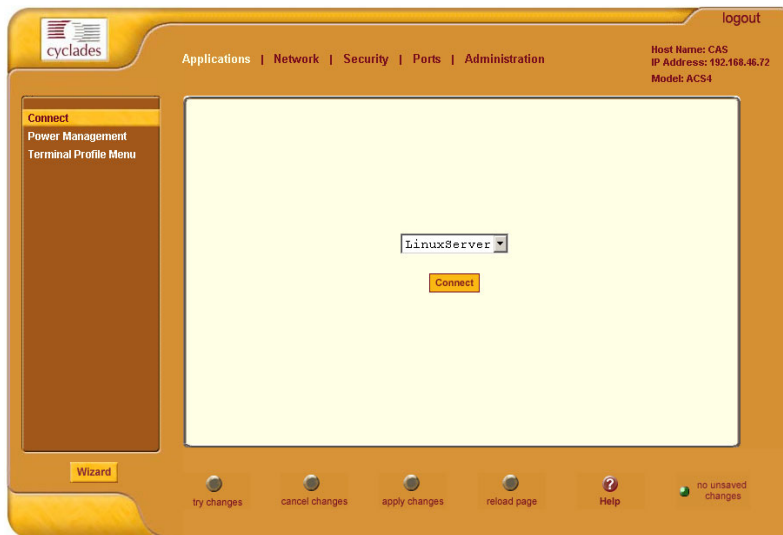 logout
cyclades
Applications | Network | Security | Ports | Administration
Host Name: CAS
IP Address: 192.168.46.72
Model: ACS4
Connect
Power Management
Terminal Profile Menu
LinuxServer
Connect
Wizard
try changes
cancel changes
apply changes
reload page
?
Help
no unsaved
changes